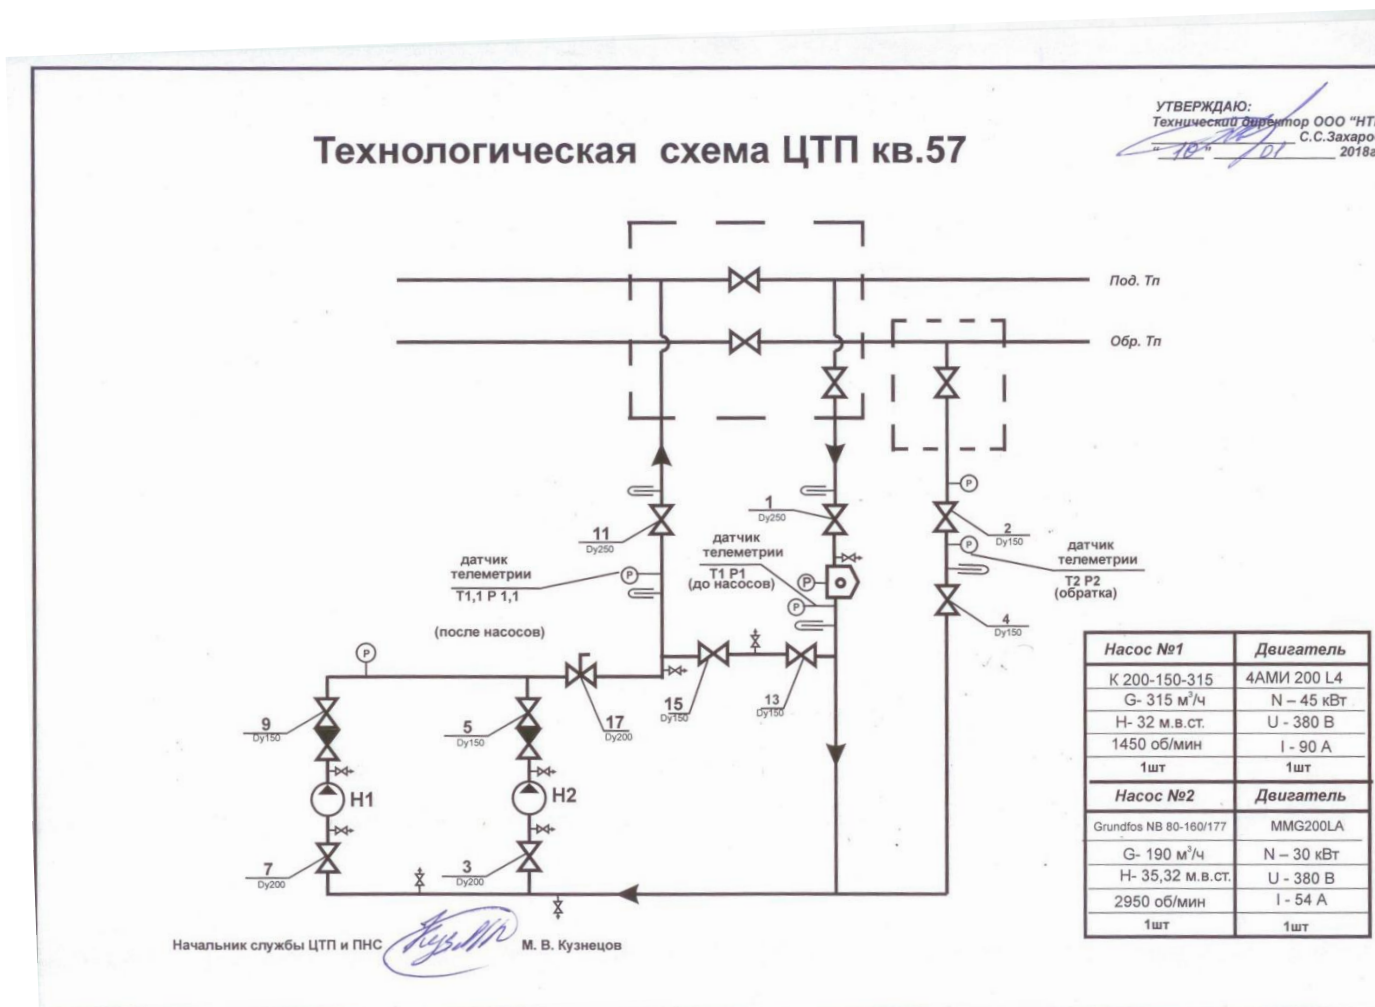 УТВЕРЖДАЮ:
Технический директор ООО "НТ
С.С.Захаро
"10" 01 2018г
Технологическая схема ЦТП кв.57
Под. Тп
Обр. Тп
P
1
Dy250
11
Dy250
2
Dy150
датчик
телеметрии
T1 P1
(до насосов)
датчик
телеметрии
T1,1 P 1,1
(после насосов)
P
P
P
P
датчик
телеметрии
T2 P2
(обратка)
4
Dy150
P
9
Dy150
5
Dy150
17
Dy200
15
Dy150
13
Dy150
H1
H2
7
Dy200
3
Dy200
Насос №1 Двигатель
К 200-150-315 4АМИ 200 L4
G- 315 м³/ч N – 45 кВт
H- 32 м.в.ст. U - 380 В
1450 об/мин I - 90 А
1шт 1шт
Насос №2 Двигатель
Grundfos NB 80-160/177 MMG200LA
G- 190 м³/ч N – 30 кВт
H- 35,32 м.в.ст. U - 380 В
2950 об/мин I - 54 А
1шт 1шт
Начальник службы ЦТП и ПНС М. В. Кузнецов